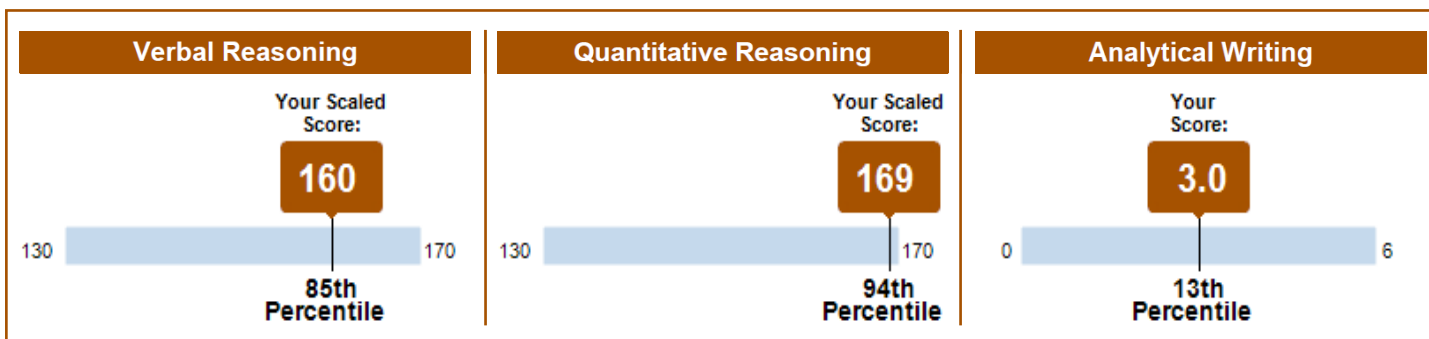 Verbal Reasoning
Your Scaled
Score:
160
130
170
85th
Percentile
Quantitative Reasoning
Your Scaled
Score:
169
130
170
94th
Percentile
Analytical Writing
Your
Score:
3.0
0
6
13th
Percentile